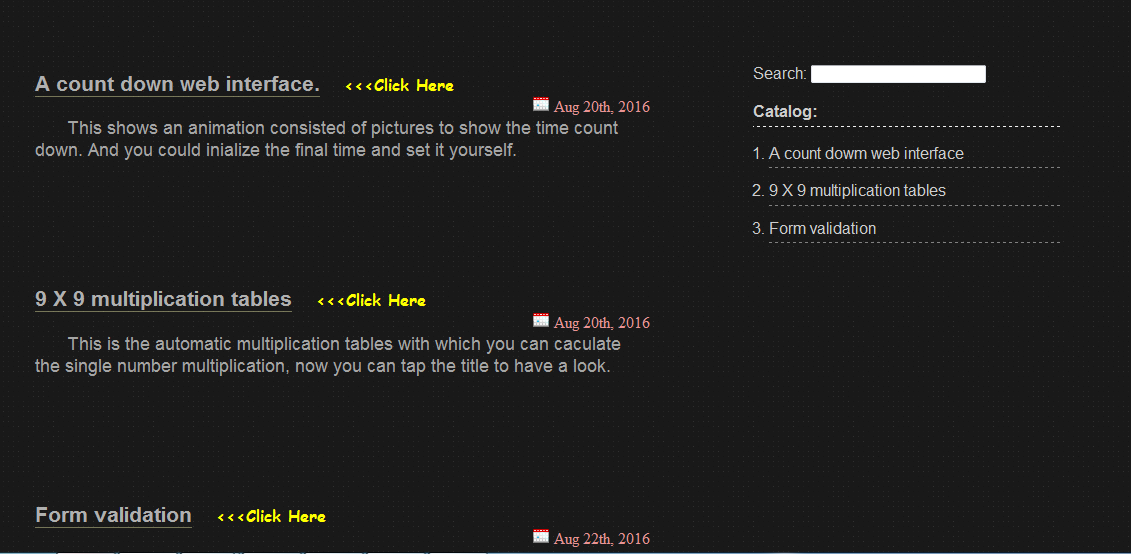 A count down web interface. <<<Click Here
Aug 20th, 2016
This shows an animation consisted of pictures to show the time count
down. And you could inialize the final time and set it yourself.
9 X 9 multiplication tables <<<Click Here
Aug 20th, 2016
This is the automatic multiplication tables with which you can caculate
the single number multiplication, now you can tap the title to have a look.
Form validation <<<Click Here
Aug 22th, 2016
Search:
Catalog:
1. A count dowm web interface
2. 9 X 9 multiplication tables
3. Form validation